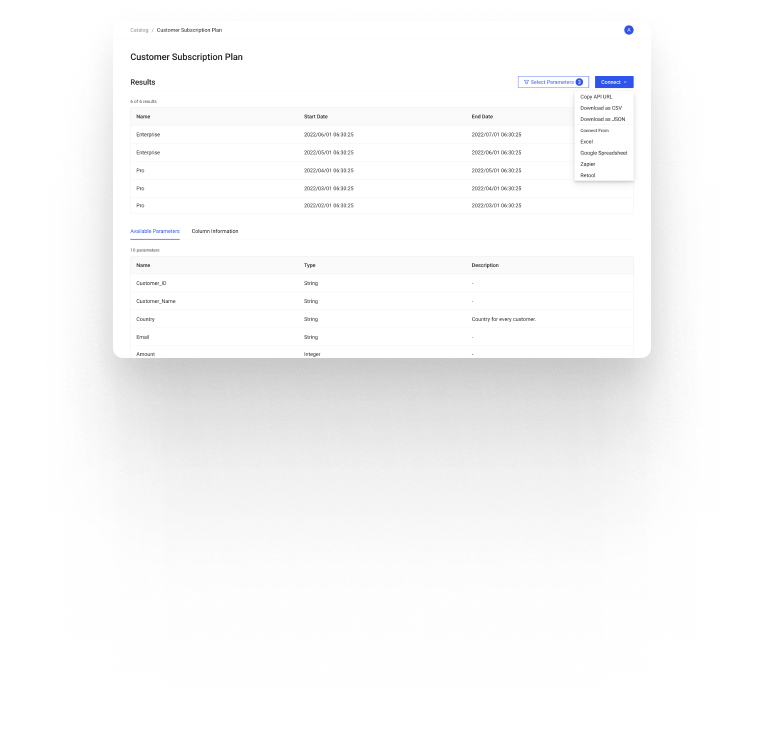 Catalog / Customer Subscription Plan
A
Customer Subscription Plan
Results
Select Parameters 3
Connect
Copy API URL
Download as CSV
Download as JSON
Connect From
Excel
Google Spreadsheet
Zapier
Retool
6 of 6 results
Name Start Date End Date
Enterprise 2022/06/01 06:30:25 2022/07/01 06:30:25
Enterprise 2022/05/01 06:30:25 2022/06/01 06:30:25
Pro 2022/04/01 06:30:25 2022/05/01 06:30:25
Pro 2022/03/01 06:30:25 2022/04/01 06:30:25
Pro 2022/02/01 06:30:25 2022/03/01 06:30:25
Available Parameters Column Information
10 parameters
Name Type Description
Customer_ID String -
Customer_Name String -
Country String Country for every customer.
Email String -
Amount Integer -